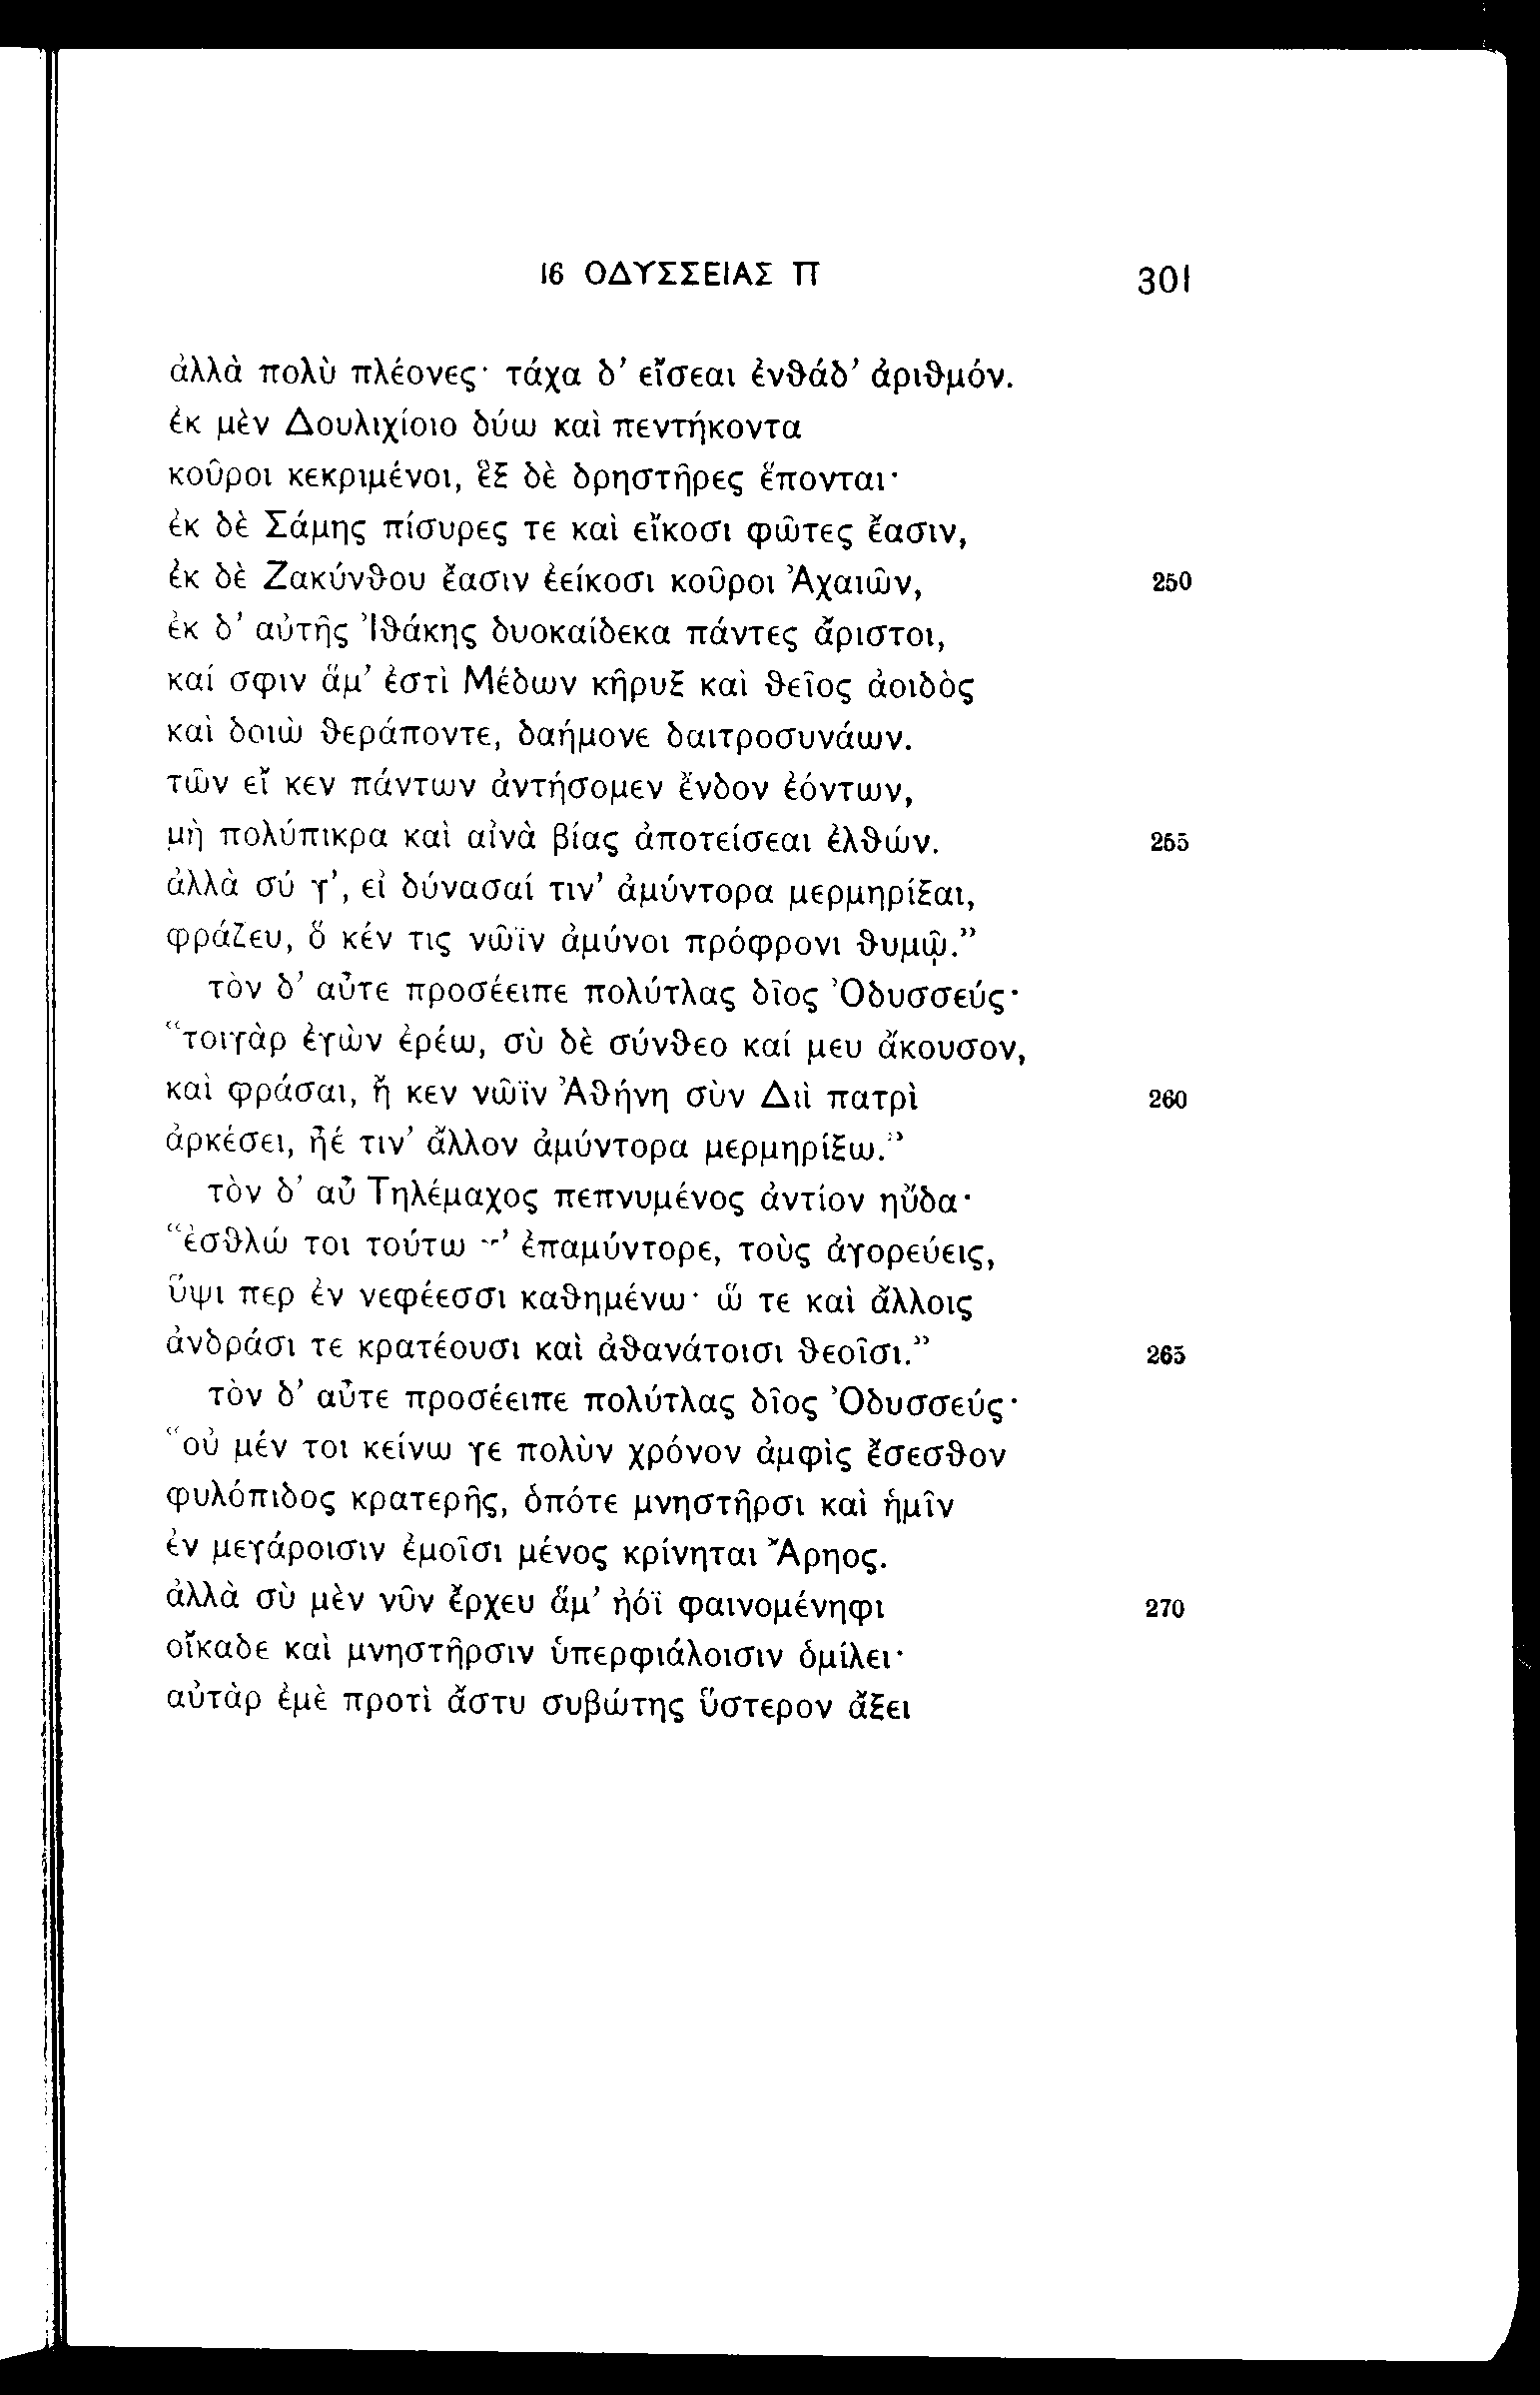 16 ΟΔΥΣΣΕΙΑΣ Π 301
ἀλλὰ πολὺ πλέονες· τάχα δ’ εἴσεαι ἐνθάδ’ ἀριθμόν.
ἐκ μὲν Δουλιχίοιο δύω καὶ πεντήκοντα
κοῦροι κεκριμένοι, ἓξ δὲ δρηστῆρες ἕπονται·
ἐκ δὲ Σάμης πίσυρες τε καὶ εἴκοσι φῶτες ἔασιν,
ἐκ δὲ Ζακύνθου ἔασιν ἐείκοσι κοῦροι Ἀχαιῶν, 250
ἐκ δ’ αὐτῆς Ἰθάκης δυοκαίδεκα πάντες ἄριστοι,
καί σφιν ἅμ’ ἐστὶ Μέδων κῆρυξ καὶ θεῖος ἀοιδὸς
καὶ δοιὼ θεράποντε, δαήμονε δαιτροσυνάων.
τῶν εἴ κεν πάντων ἀντήσομεν ἔνδον ἐόντων,
μὴ πολύπικρα καὶ αἰνὰ βίας ἀποτείσεαι ἐλθών. 255
ἀλλὰ σύ γ’, εἰ δύνασαί τιν’ ἀμύντορα μερμηρίξαι,
φράζευ, ὅ κέν τις νῶϊν ἀμύνοι πρόφρονι θυμῷ.”
τὸν δ’ αὖτε προσέειπε πολύτλας δῖος Ὀδυσσεύς·
“τοιγὰρ ἐγὼν ἐρέω, σὺ δὲ σύνθεο καί μευ ἄκουσον,
καὶ φράσαι, ἤ κεν νῶϊν Ἀθήνη σὺν Διὶ πατρὶ 260
ἀρκέσει, ἦέ τιν’ ἄλλον ἀμύντορα μερμηρίξω.”
τὸν δ’ αὖ Τηλέμαχος πεπνυμένος ἀντίον ηὔδα·
“ἐσθλώ τοι τούτω ἐπαμύντορε, τοὺς ἀγορεύεις,
ὕψι περ ἐν νεφέεσσι καθημένω· ὥ τε καὶ ἄλλοις
ἀνδράσι τε κρατέουσι καὶ ἀθανάτοισι θεοῖσι.” 265
τὸν δ’ αὖτε προσέειπε πολύτλας δῖος Ὀδυσσεύς·
“οὐ μέν τοι κείνω γε πολὺν χρόνον ἀμφὶς ἔσεσθον
φυλόπιδος κρατερῆς, ὁπότε μνηστῆρσι καὶ ἡμῖν
ἐν μεγάροισιν ἐμοῖσι μένος κρίνηται Ἄρηος.
ἀλλὰ σὺ μὲν νῦν ἔρχευ ἅμ’ ἠόϊ φαινομένηφι 270
οἴκαδε καὶ μνηστῆρσιν ὑπερφιάλοισιν ὁμίλει·
αὐτὰρ ἐμὲ προτὶ ἄστυ συβώτης ὕστερον ἄξει